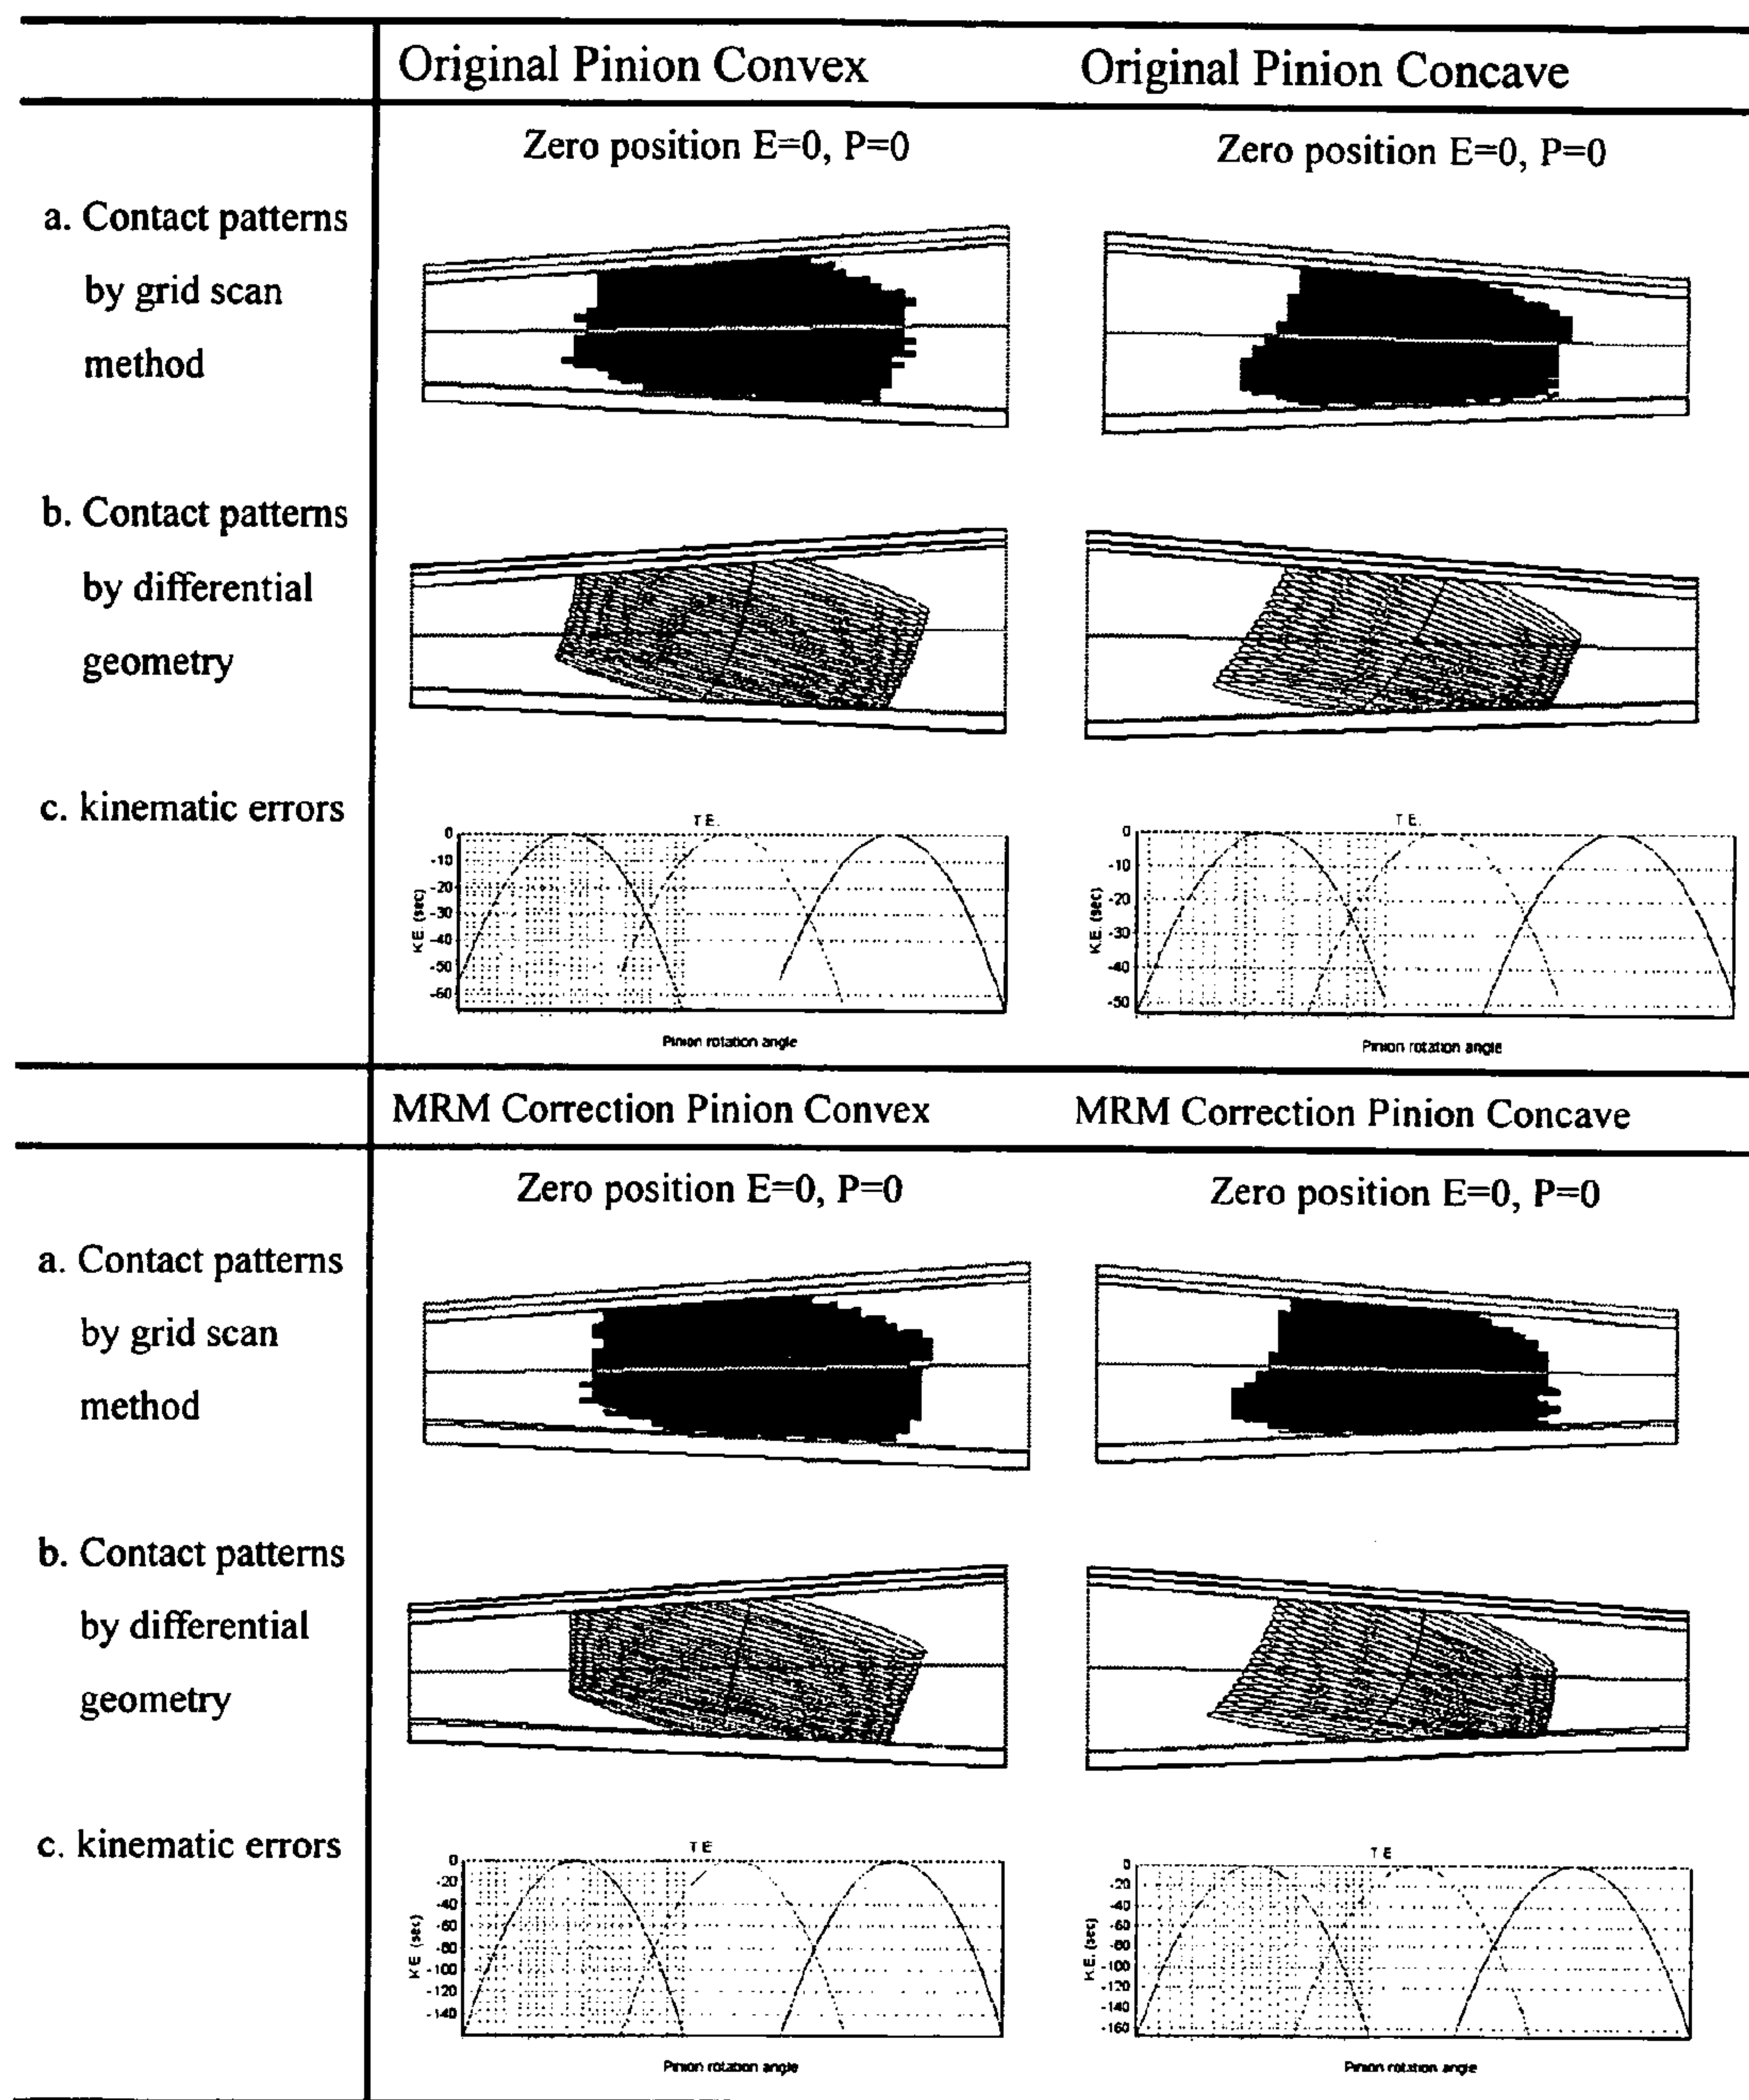 Original Pinion Convex
Original Pinion Concave
Zero position E=0, P=0
Zero position E=0, P=0
a. Contact patterns
by grid scan
method
b. Contact patterns
by differential
geometry
c. kinematic errors
T E.
0
-10
-20
-30
-40
-50
-60
K.E. (sec)
Pinion rotation angle
T E.
0
-10
-20
-30
-40
-50
K.E. (sec)
Pinion rotation angle
MRM Correction Pinion Convex
MRM Correction Pinion Concave
Zero position E=0, P=0
Zero position E=0, P=0
a. Contact patterns
by grid scan
method
b. Contact patterns
by differential
geometry
c. kinematic errors
T E
0
-20
-40
-60
-80
-100
-120
-140
K.E. (sec)
Pinion rotation angle
T E
0
-20
-40
-60
-80
-100
-120
-140
-160
K.E. (sec)
Pinion rotation angle